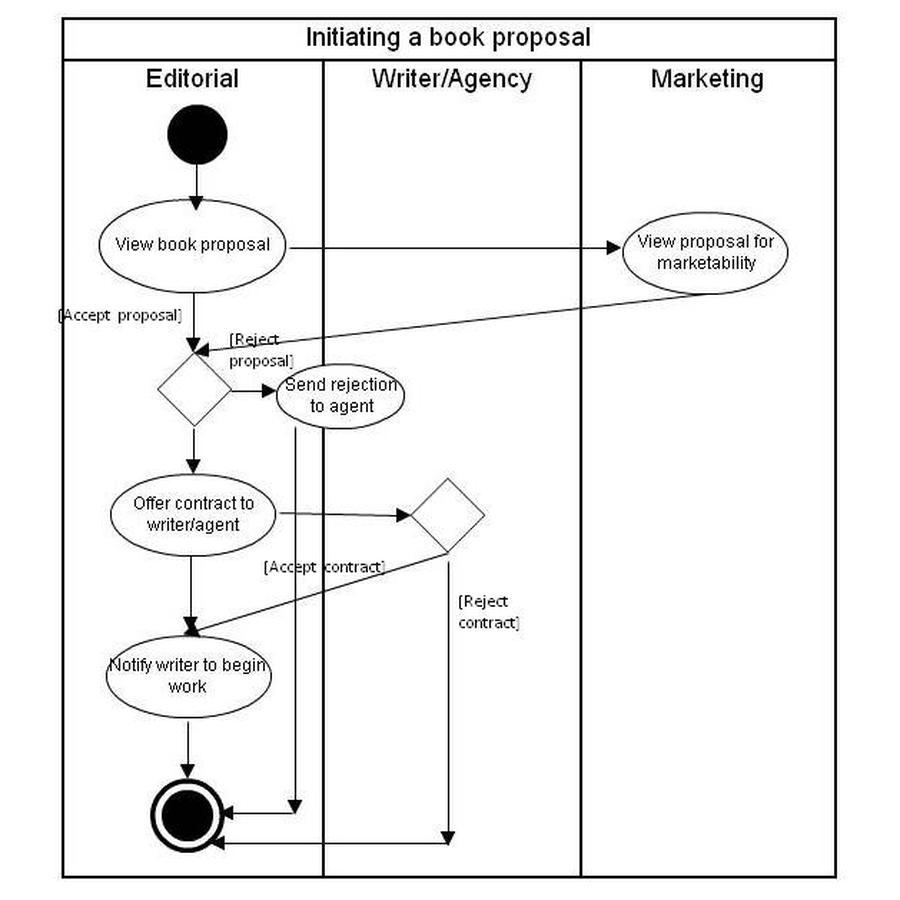 Initiating a book proposal
Editorial
Writer/Agency
Marketing
View book proposal
View proposal for
marketability
[Accept proposal]
[Reject
proposal]
Send rejection
to agent
Offer contract to
writer/agent
[Accept contract]
[Reject
contract]
Notify writer to begin
work